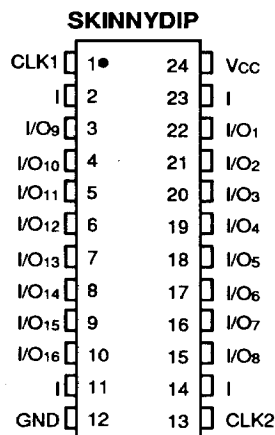 SKINNYDIP
CLK1 1 24 VCC
I 2 23 I
I/O9 3 22 I/O1
I/O10 4 21 I/O2
I/O11 5 20 I/O3
I/O12 6 19 I/O4
I/O13 7 18 I/O5
I/O14 8 17 I/O6
I/O15 9 16 I/O7
I/O16 10 15 I/O8
I 11 14 I
GND 12 13 CLK2